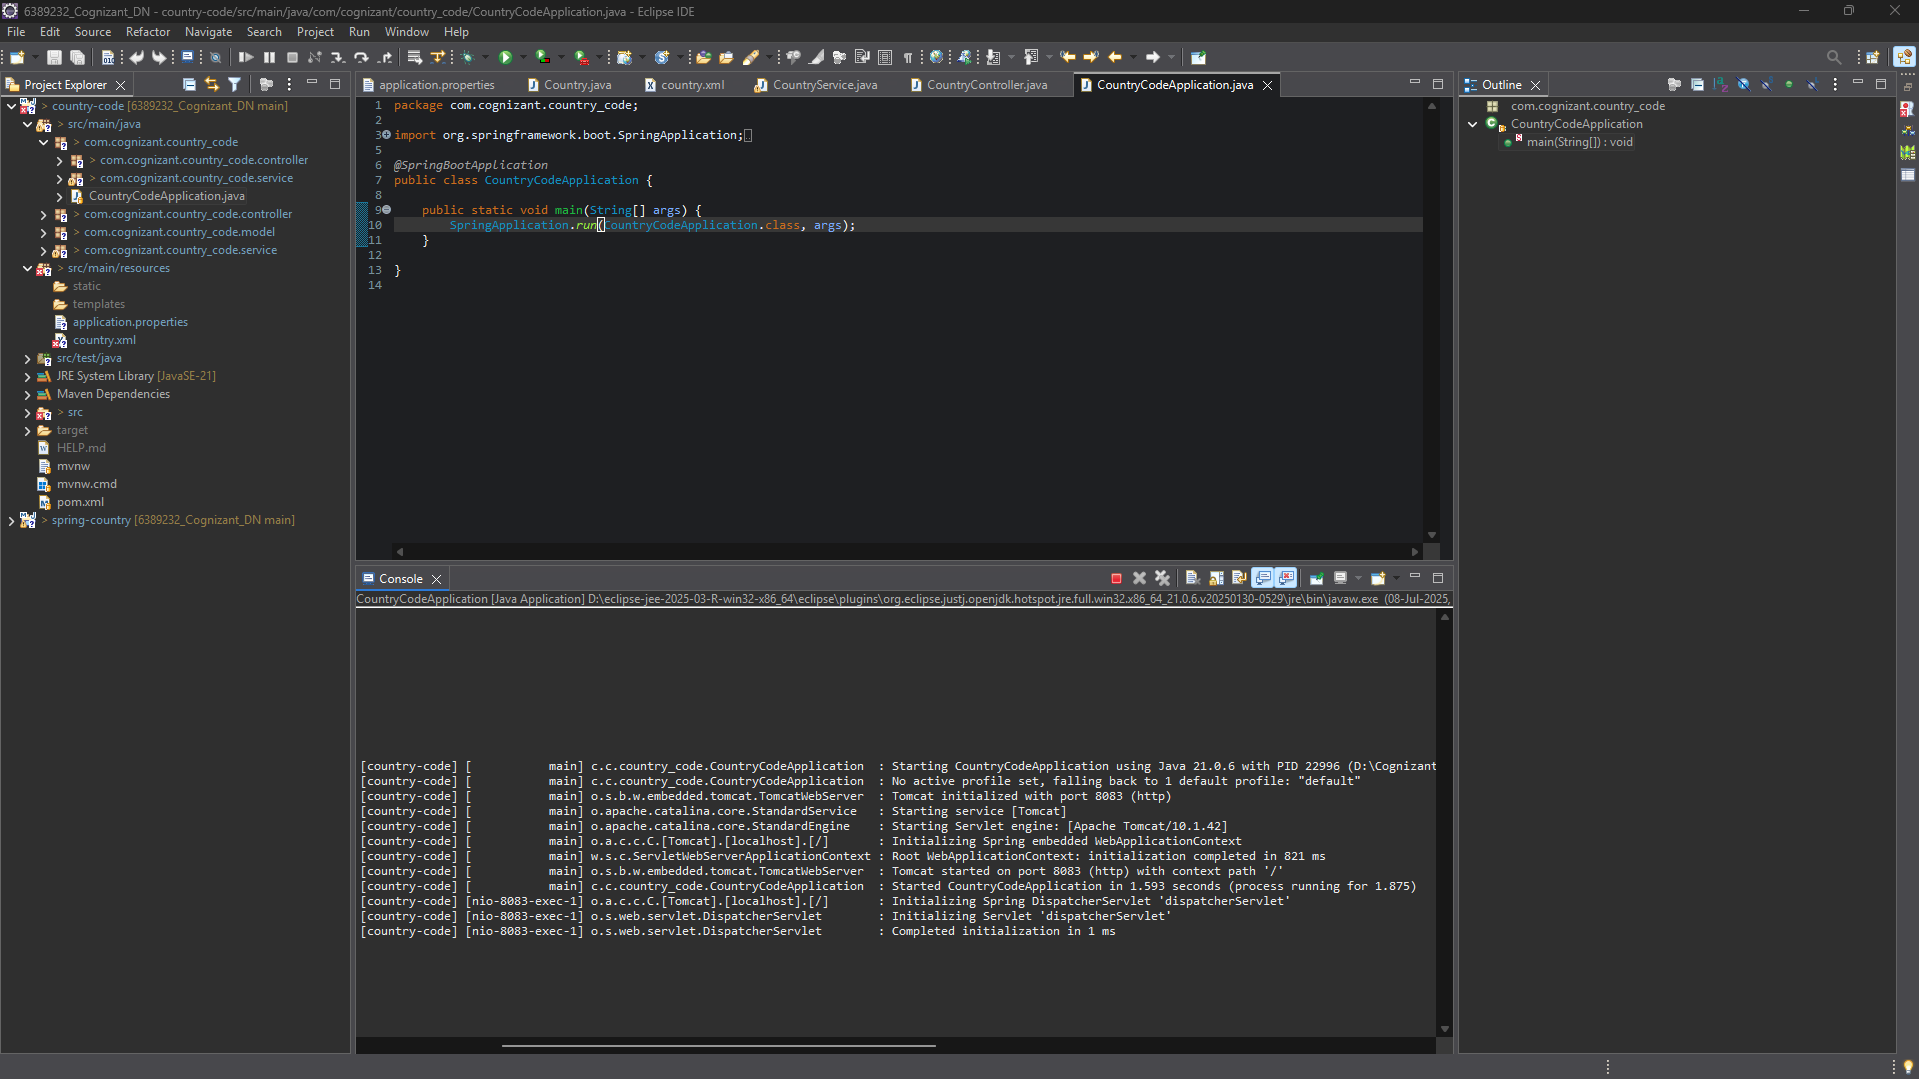 6389232_Cognizant_DN - country-code/src/main/java/com/cognizant/country_code/CountryCodeApplication.java - Eclipse IDE
File Edit Source Refactor Navigate Search Project Run Window Help
Project Explorer
country-code [6389232_Cognizant_DN main]
src/main/java
com.cognizant.country_code
com.cognizant.country_code.controller
com.cognizant.country_code.service
CountryCodeApplication.java
com.cognizant.country_code.controller
com.cognizant.country_code.model
com.cognizant.country_code.service
src/main/resources
static
templates
application.properties
country.xml
src/test/java
JRE System Library [JavaSE-21]
Maven Dependencies
src
target
HELP.md
mvnw
mvnw.cmd
pom.xml
spring-country [6389232_Cognizant_DN main]
application.properties Country.java country.xml CountryService.java CountryController.java CountryCodeApplication.java
1 package com.cognizant.country_code;
2
3 import org.springframework.boot.SpringApplication;
5
6 @SpringBootApplication
7 public class CountryCodeApplication {
8
9 public static void main(String[] args) {
10 SpringApplication.run(CountryCodeApplication.class, args);
11 }
12
13 }
14
Console
CountryCodeApplication [Java Application] D:\eclipse-jee-2025-03-R-win32-x86_64\eclipse\plugins\org.eclipse.justj.openjdk.hotspot.jre.full.win32.x86_64_21.0.6.v20250130-0529\jre\bin\javaw.exe (08-Jul-2025,
[country-code] [ main] c.c.country_code.CountryCodeApplication : Starting CountryCodeApplication using Java 21.0.6 with PID 22996 (D:\Cognizant
[country-code] [ main] c.c.country_code.CountryCodeApplication : No active profile set, falling back to 1 default profile: "default"
[country-code] [ main] o.s.b.w.embedded.tomcat.TomcatWebServer : Tomcat initialized with port 8083 (http)
[country-code] [ main] o.apache.catalina.core.StandardService : Starting service [Tomcat]
[country-code] [ main] o.apache.catalina.core.StandardEngine : Starting Servlet engine: [Apache Tomcat/10.1.42]
[country-code] [ main] o.a.c.c.C.[Tomcat].[localhost].[/] : Initializing Spring embedded WebApplicationContext
[country-code] [ main] w.s.c.ServletWebServerApplicationContext : Root WebApplicationContext: initialization completed in 821 ms
[country-code] [ main] o.s.b.w.embedded.tomcat.TomcatWebServer : Tomcat started on port 8083 (http) with context path '/'
[country-code] [ main] c.c.country_code.CountryCodeApplication : Started CountryCodeApplication in 1.593 seconds (process running for 1.875)
[country-code] [nio-8083-exec-1] o.a.c.c.C.[Tomcat].[localhost].[/] : Initializing Spring DispatcherServlet 'dispatcherServlet'
[country-code] [nio-8083-exec-1] o.s.web.servlet.DispatcherServlet : Initializing Servlet 'dispatcherServlet'
[country-code] [nio-8083-exec-1] o.s.web.servlet.DispatcherServlet : Completed initialization in 1 ms
Outline
com.cognizant.country_code
CountryCodeApplication
main(String[]) : void